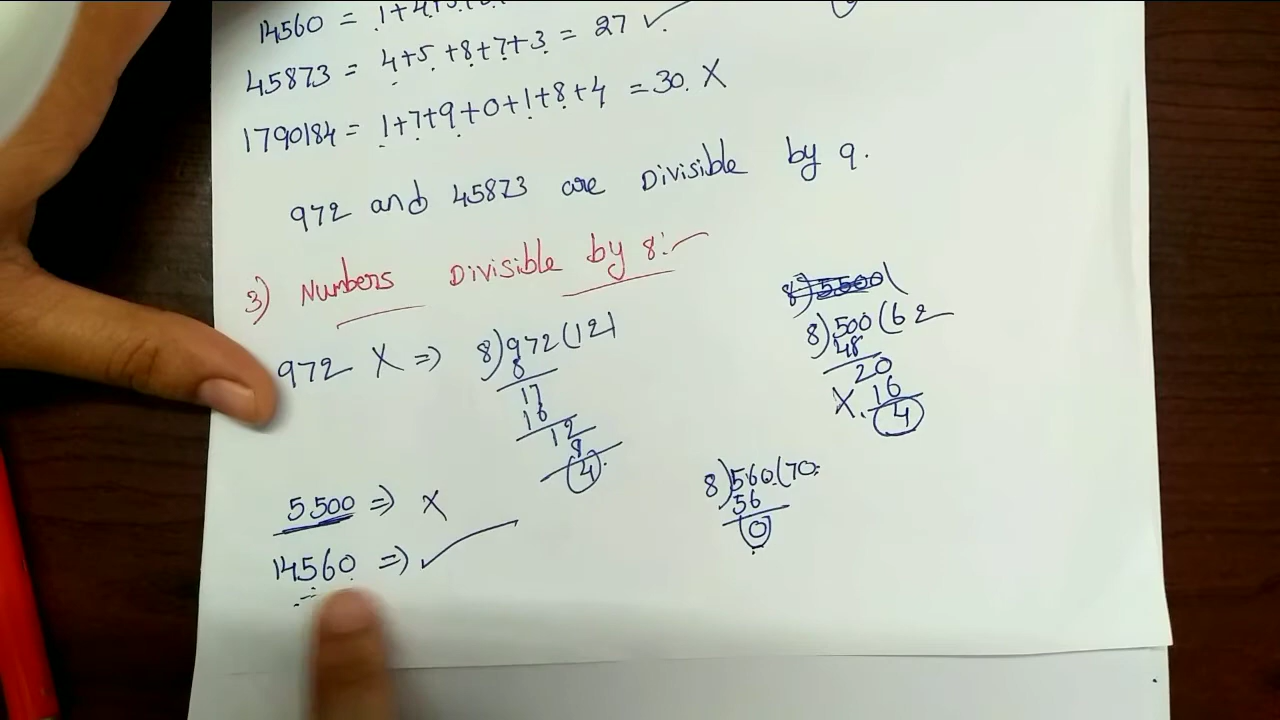 14560 = 1+4+5
45873 = 4+5+8+7+3 = 27 ✓
1790184 = 1+7+9+0+1+8+4 = 30. X
972 and 45873 are Divisible by 9.
3) Numbers Divisible by 8:
972 X ⇒ 8)972(121
8
17
16
12
8
4
8)5500(
8)500(62
48
20
X. 16
4
5500 ⇒ X
14560 ⇒ ✓
8)560(70
56
0